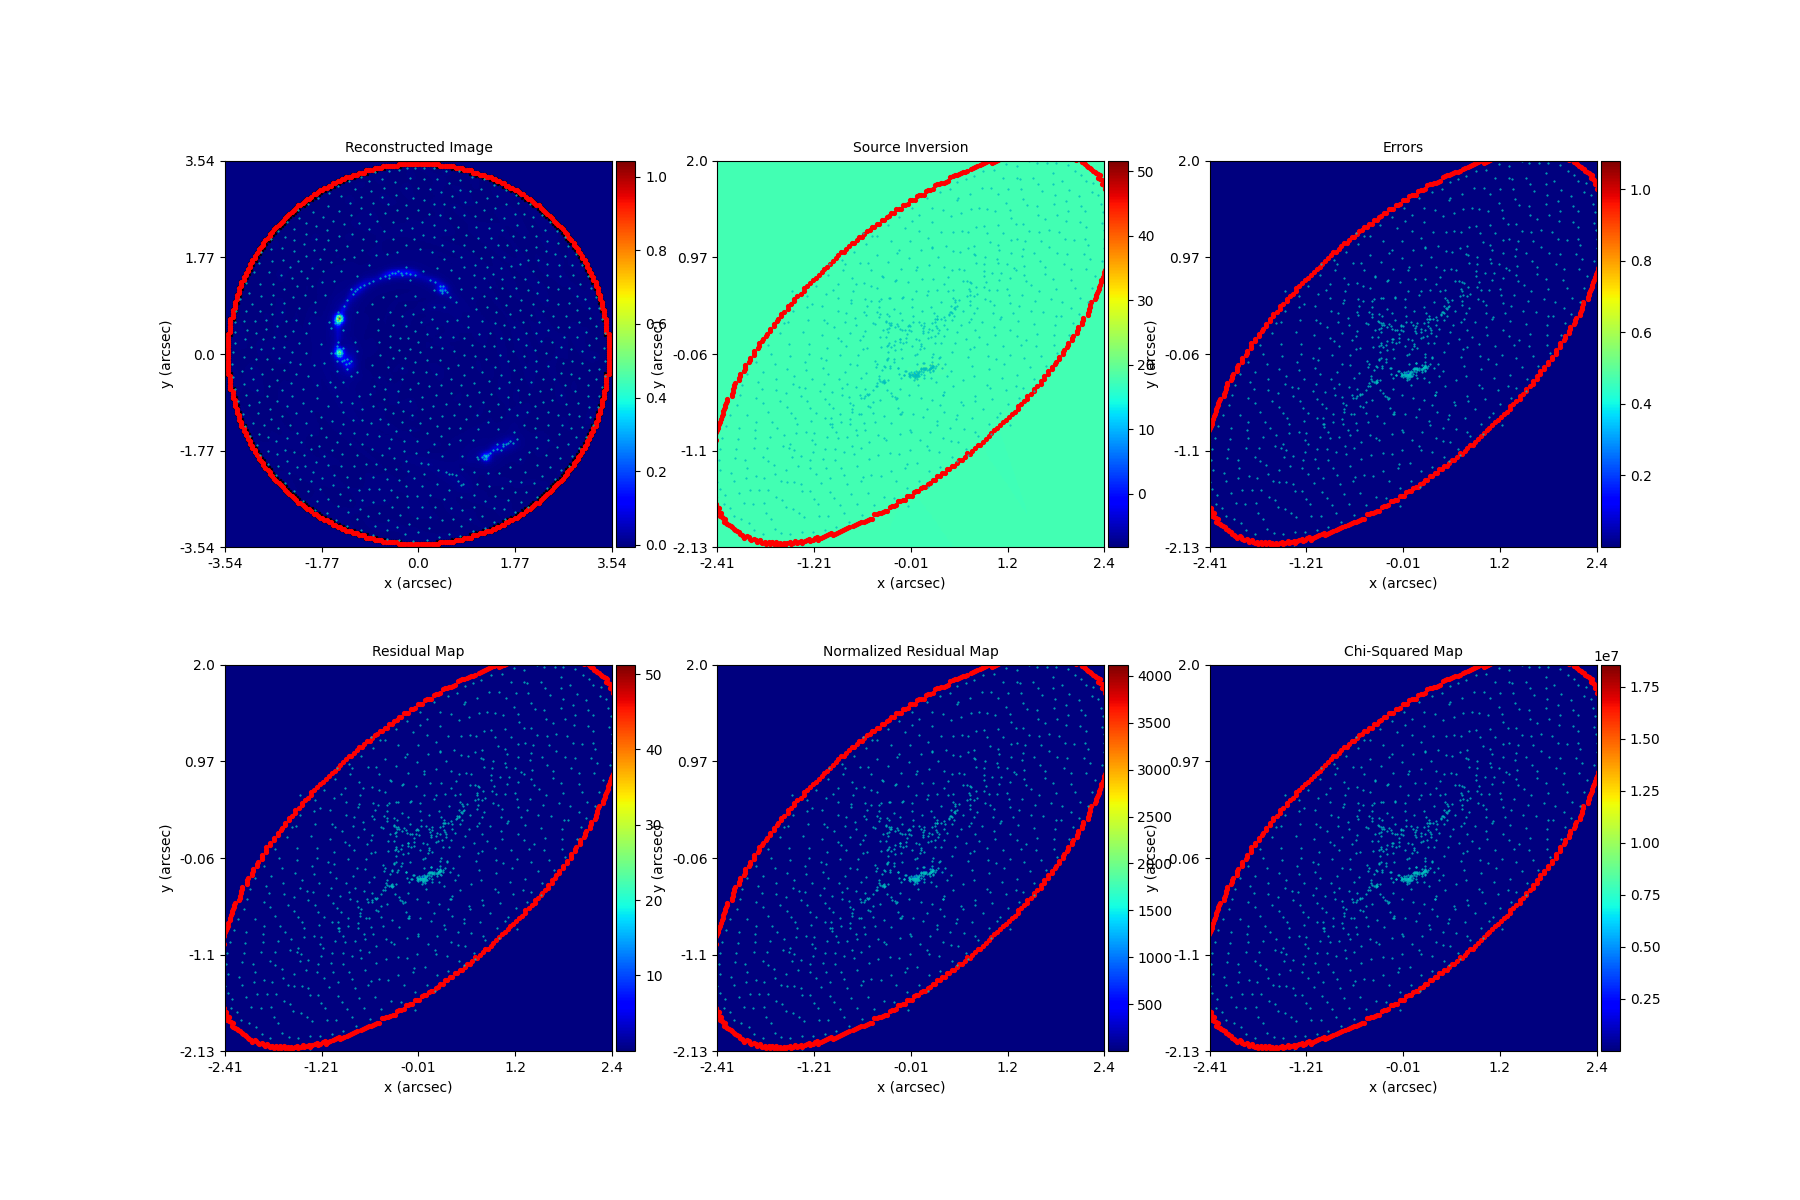 Reconstructed Image
3.54
1.77
0.0
-1.77
-3.54
y (arcsec)
-3.54 -1.77 0.0 1.77 3.54
x (arcsec)
1.0
0.8
0.6
0.4
0.2
0.0
Source Inversion
2.0
0.97
-0.06
-1.1
-2.13
y (arcsec)
-2.41 -1.21 -0.01 1.2 2.4
x (arcsec)
50
40
30
20
10
0
Errors
2.0
0.97
-0.06
-1.1
-2.13
y (arcsec)
-2.41 -1.21 -0.01 1.2 2.4
x (arcsec)
1.0
0.8
0.6
0.4
0.2
Residual Map
2.0
0.97
-0.06
-1.1
-2.13
y (arcsec)
-2.41 -1.21 -0.01 1.2 2.4
x (arcsec)
50
40
30
20
10
Normalized Residual Map
2.0
0.97
-0.06
-1.1
-2.13
y (arcsec)
-2.41 -1.21 -0.01 1.2 2.4
x (arcsec)
4000
3500
3000
2500
2000
1500
1000
500
Chi-Squared Map
2.0
0.97
-0.06
-1.1
-2.13
y (arcsec)
-2.41 -1.21 -0.01 1.2 2.4
x (arcsec)
1e7
1.75
1.50
1.25
1.00
0.75
0.50
0.25